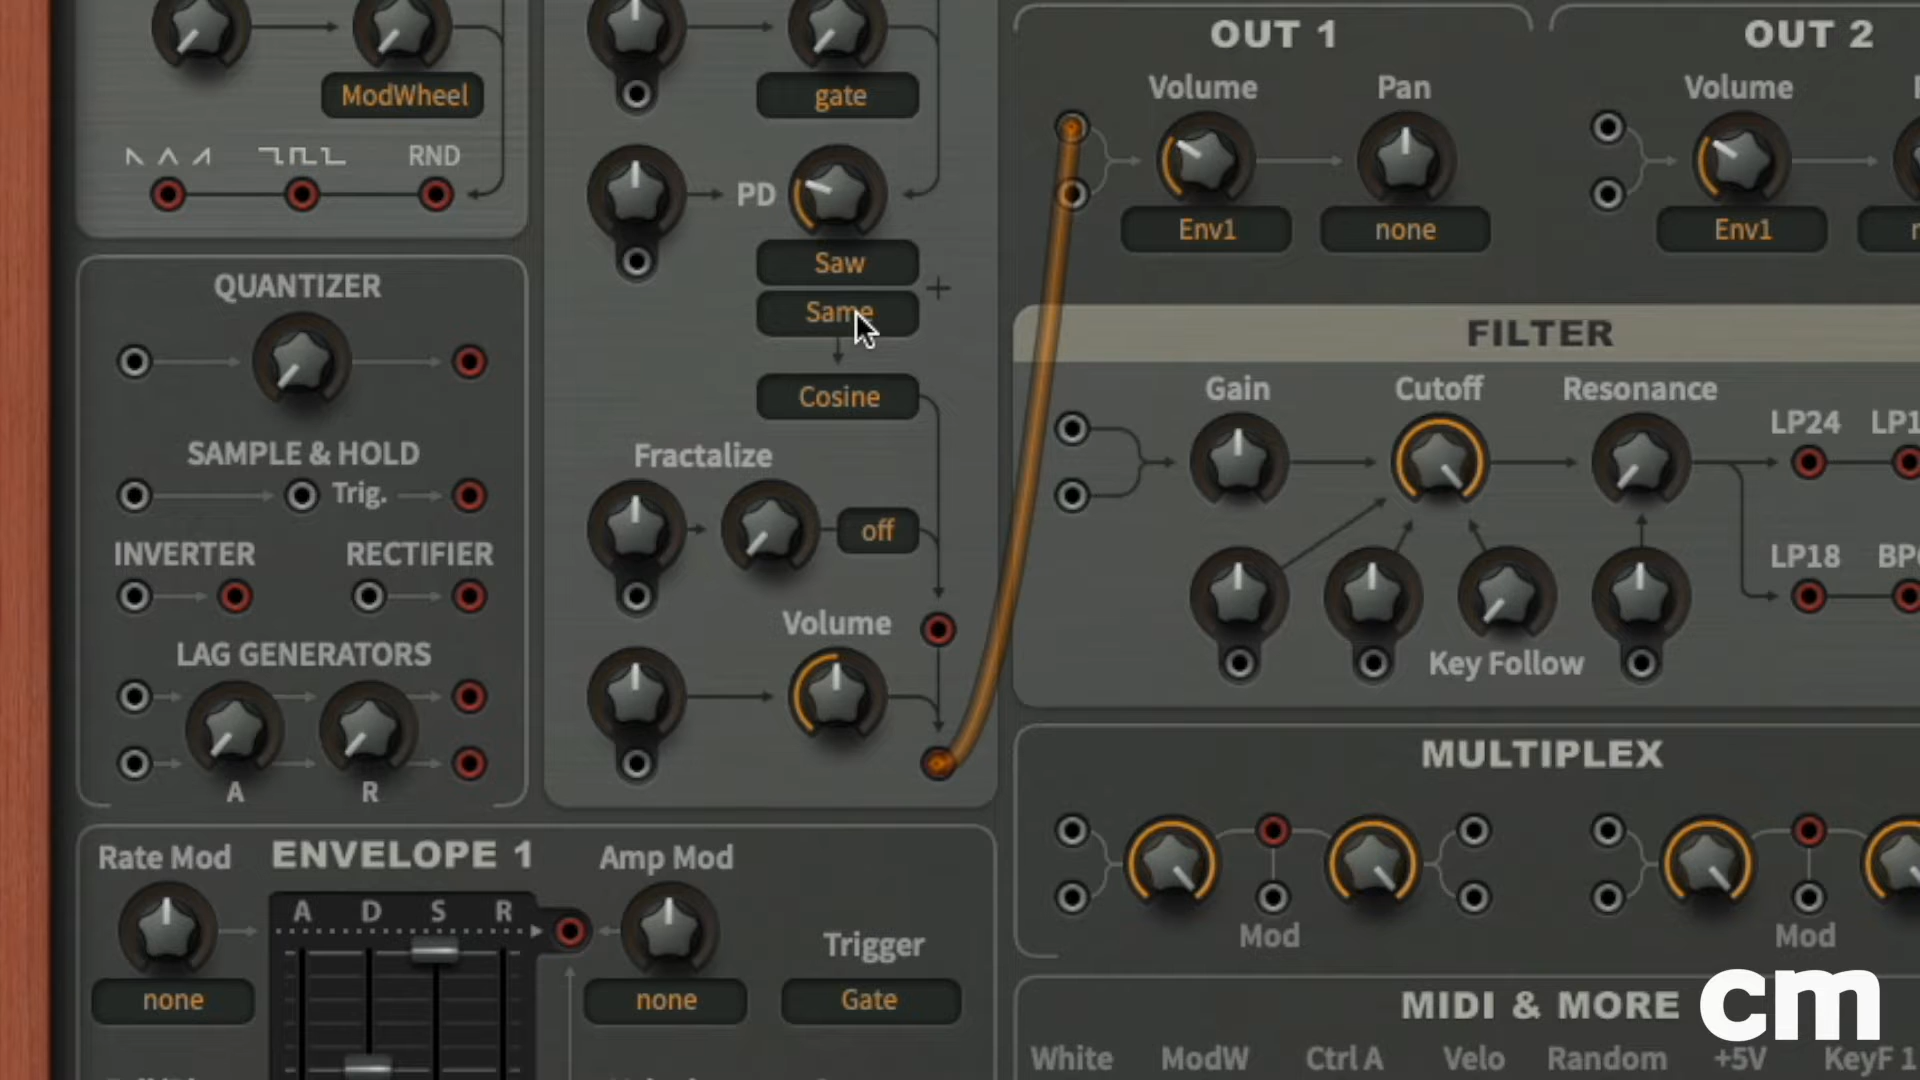 ModWheel
RND
QUANTIZER
SAMPLE & HOLD
Trig.
INVERTER
RECTIFIER
LAG GENERATORS
A
R
gate
PD
Saw
Same
Cosine
Fractalize
off
Volume
OUT 1
Volume
Pan
Env1
none
OUT 2
Volume
Env1
FILTER
Gain
Cutoff
Resonance
LP24
LP1
LP18
Key Follow
MULTIPLEX
Mod
Mod
Rate Mod
ENVELOPE 1
Amp Mod
A D S R
Trigger
none
none
Gate
MIDI & MORE
White ModW Ctrl A Velo Random +5V KeyF 1
cm